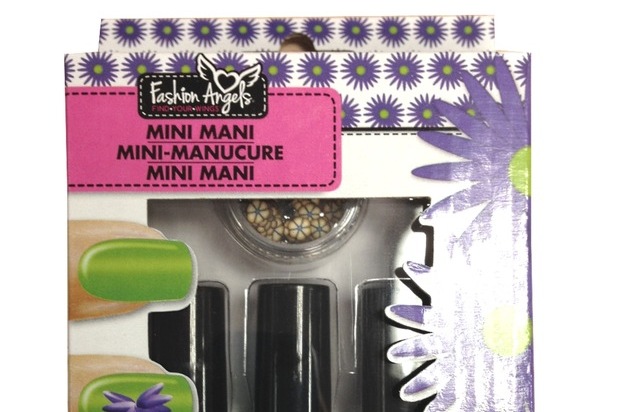 Fashion Angels
FIND YOUR WINGS
MINI MANI
MINI-MANUCURE
MINI MANI